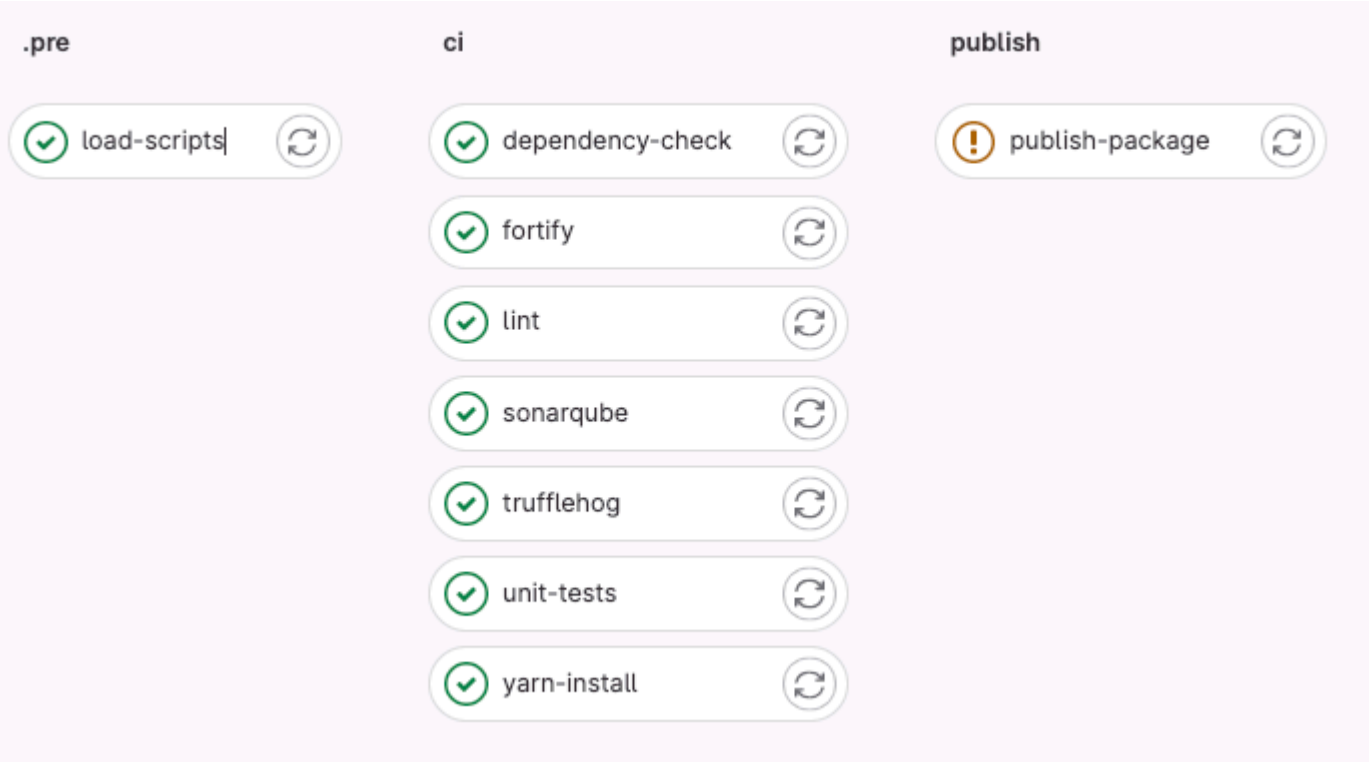 .pre
load-scripts
ci
dependency-check
fortify
lint
sonarqube
trufflehog
unit-tests
yarn-install
publish
publish-package